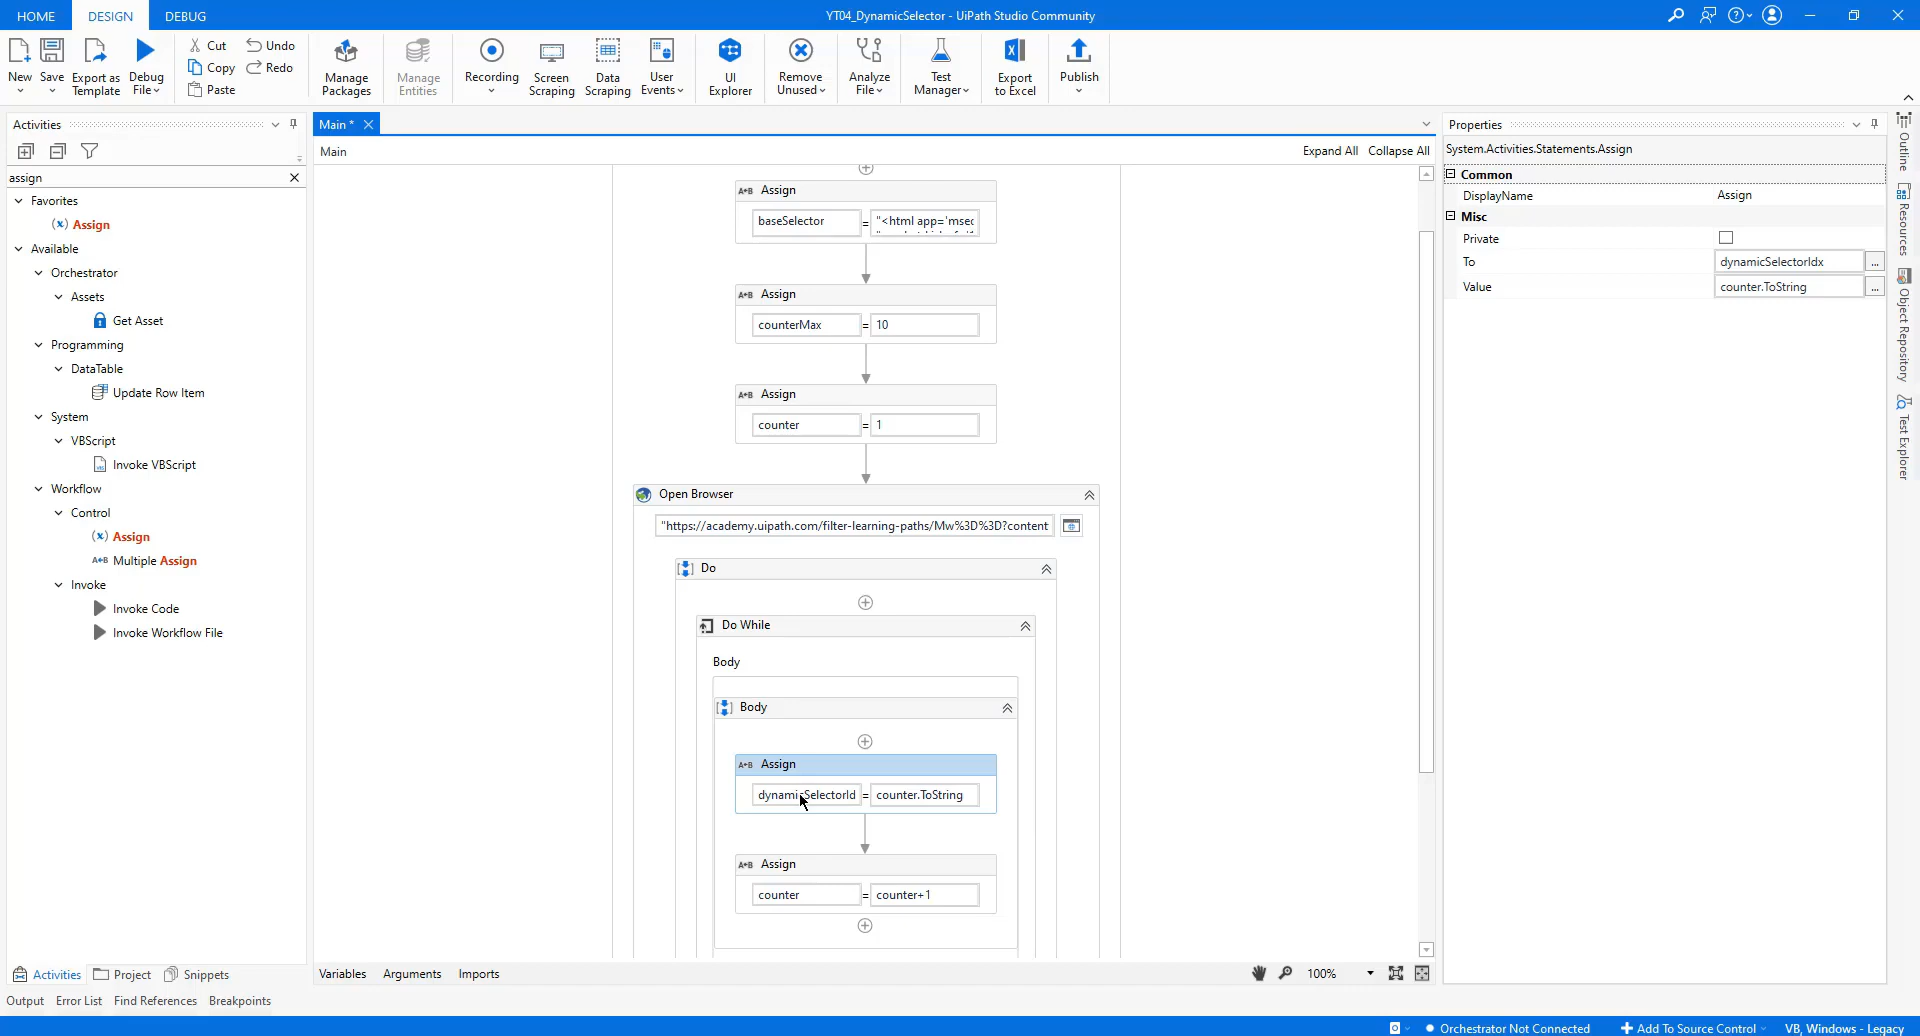 HOME DESIGN DEBUG
YT04_DynamicSelector - UiPath Studio Community
New
Save
Export as Template
Debug File
Cut
Copy
Paste
Undo
Redo
Manage Packages
Manage Entities
Recording
Screen Scraping
Data Scraping
User Events
UI Explorer
Remove Unused
Analyze File
Test Manager
Export to Excel
Publish
Activities
assign
Favorites
Assign
Available
Orchestrator
Assets
Get Asset
Programming
DataTable
Update Row Item
System
VBScript
Invoke VBScript
Workflow
Control
Assign
Multiple Assign
Invoke
Invoke Code
Invoke Workflow File
Activities Project Snippets
Main *
Main
Expand All Collapse All
A+B Assign
baseSelector = "<html app='msed
A+B Assign
counterMax = 10
A+B Assign
counter = 1
Open Browser
"https://academy.uipath.com/filter-learning-paths/Mw%3D%3D?content
Do
Do While
Body
Body
A+B Assign
dynamicSelectorId = counter.ToString
A+B Assign
counter = counter+1
Variables Arguments Imports
100%
Properties
System.Activities.Statements.Assign
Common
DisplayName Assign
Misc
Private
To dynamicSelectorIdx ...
Value counter.ToString ...
Outline
Resources
Object Repository
Test Explorer
Output Error List Find References Breakpoints
Orchestrator Not Connected Add To Source Control VB, Windows - Legacy